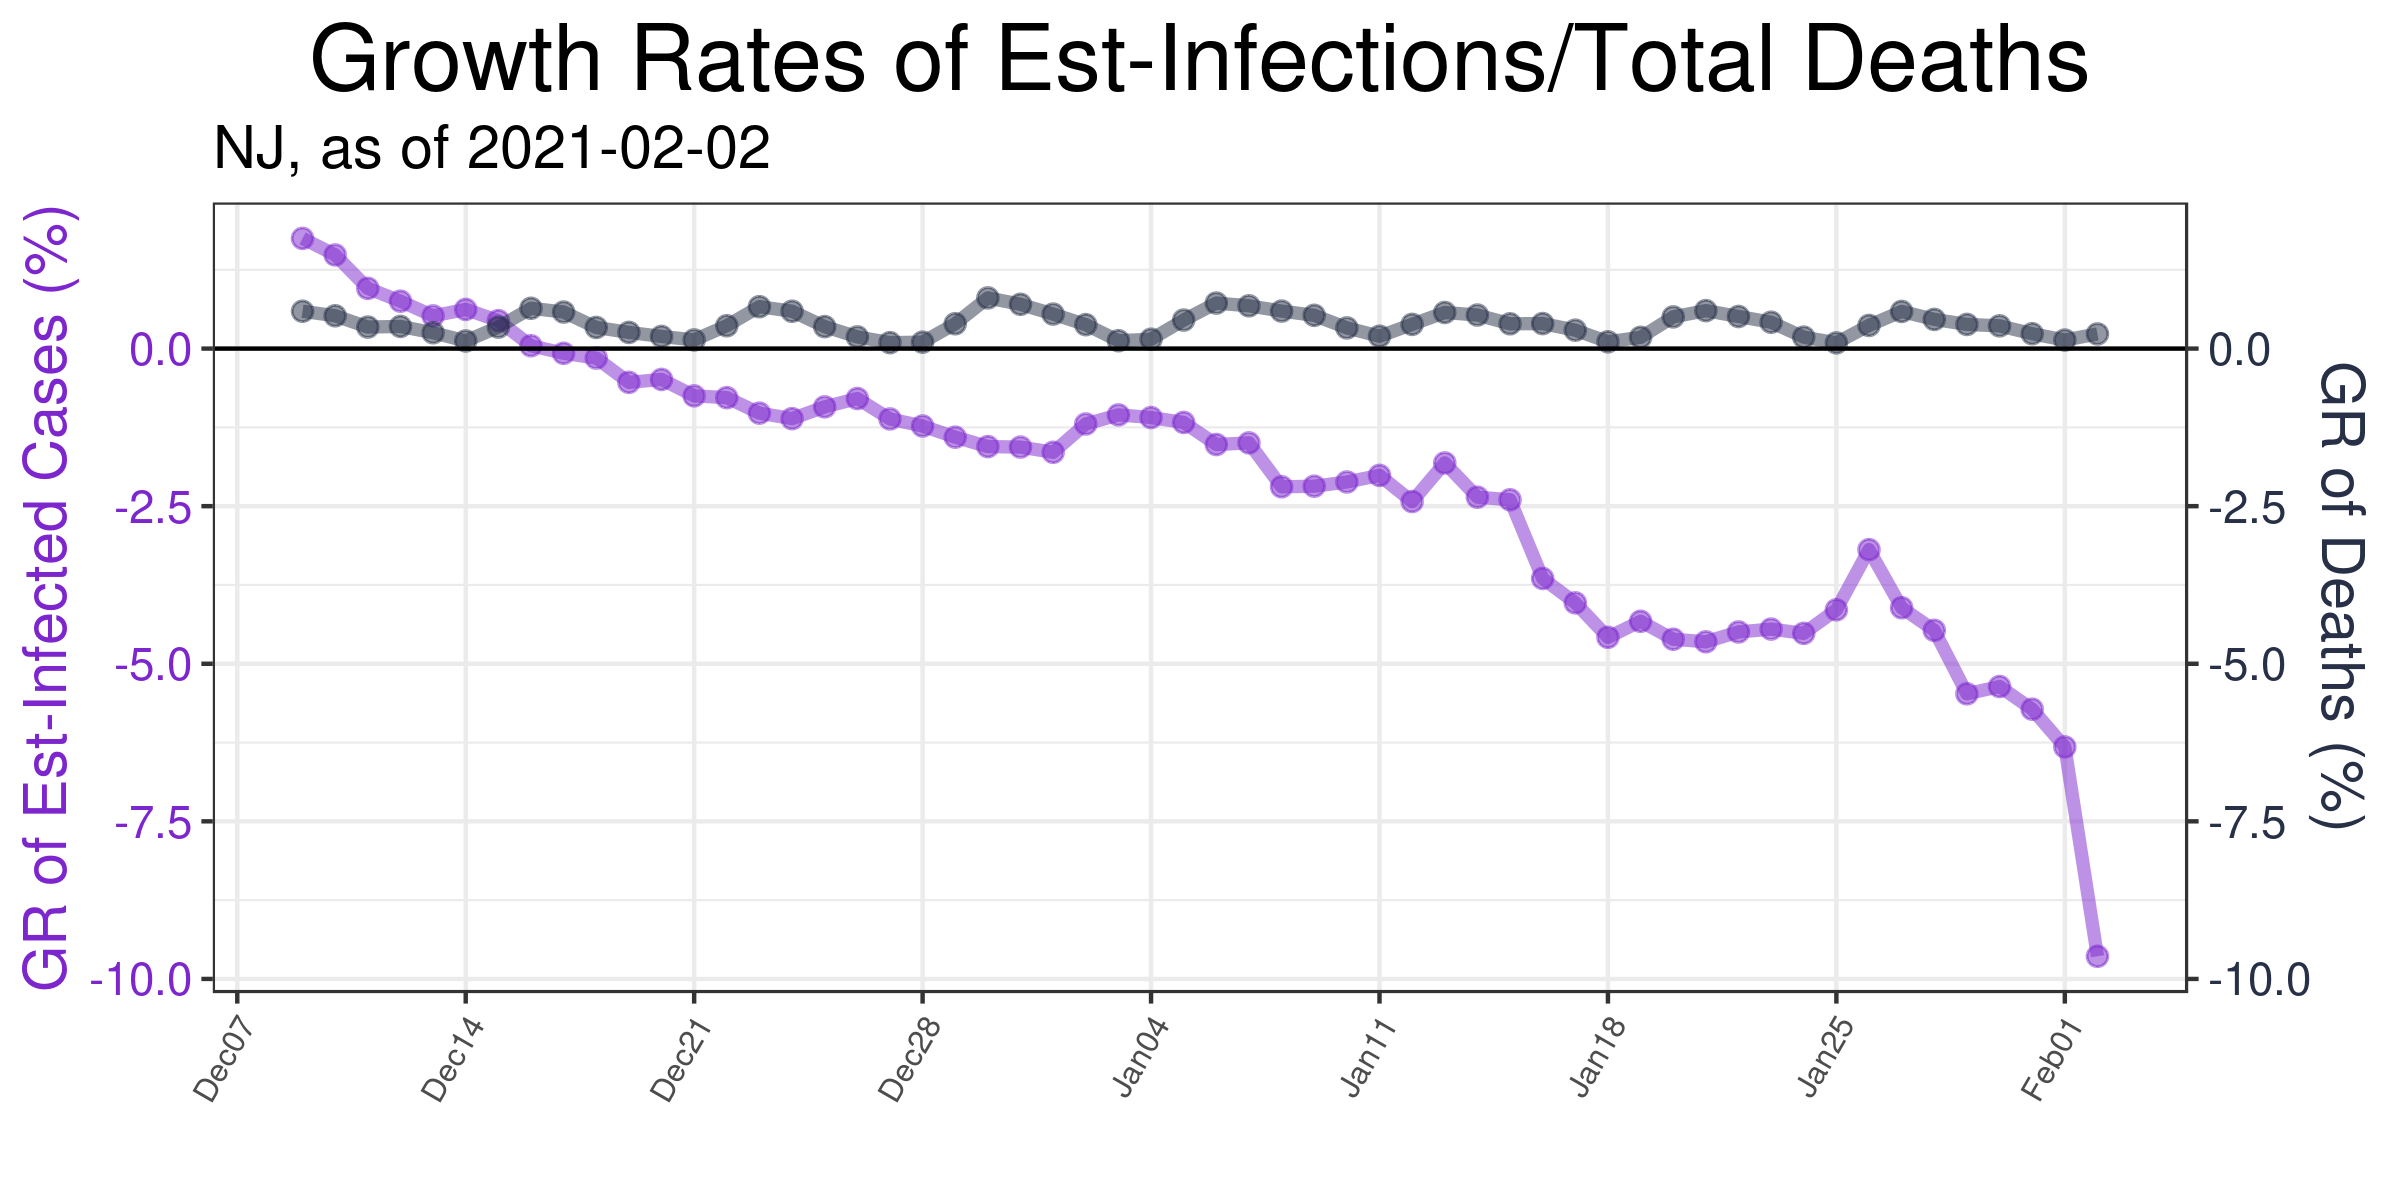 Growth Rates of Est-Infections/Total Deaths
NJ, as of 2021-02-02
GR of Est-Infected Cases (%)
0.0
-2.5
-5.0
-7.5
-10.0
0.0
-2.5
-5.0
-7.5
-10.0
GR of Deaths (%)
Dec07
Dec14
Dec21
Dec28
Jan04
Jan11
Jan18
Jan25
Feb01